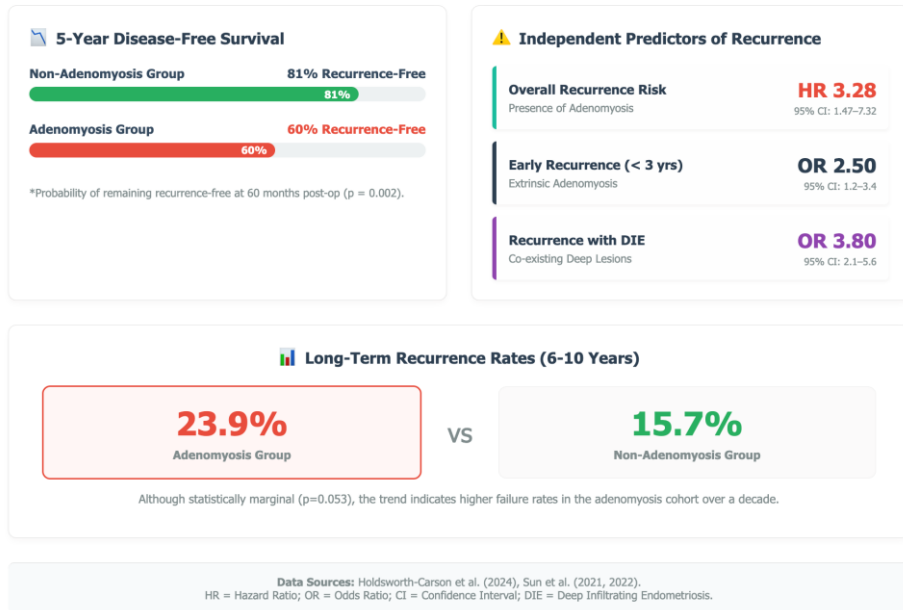 5-Year Disease-Free Survival
Non-Adenomyosis Group 81% Recurrence-Free
81%
Adenomyosis Group 60% Recurrence-Free
60%
*Probability of remaining recurrence-free at 60 months post-op (p = 0.002).
Independent Predictors of Recurrence
Overall Recurrence Risk HR 3.28
Presence of Adenomyosis 95% CI: 1.47–7.32
Early Recurrence (< 3 yrs) OR 2.50
Extrinsic Adenomyosis 95% CI: 1.2–3.4
Recurrence with DIE OR 3.80
Co-existing Deep Lesions 95% CI: 2.1–5.6
Long-Term Recurrence Rates (6-10 Years)
23.9%
Adenomyosis Group
VS
15.7%
Non-Adenomyosis Group
Although statistically marginal (p=0.053), the trend indicates higher failure rates in the adenomyosis cohort over a decade.
Data Sources: Holdsworth-Carson et al. (2024), Sun et al. (2021, 2022).
HR = Hazard Ratio; OR = Odds Ratio; CI = Confidence Interval; DIE = Deep Infiltrating Endometriosis.